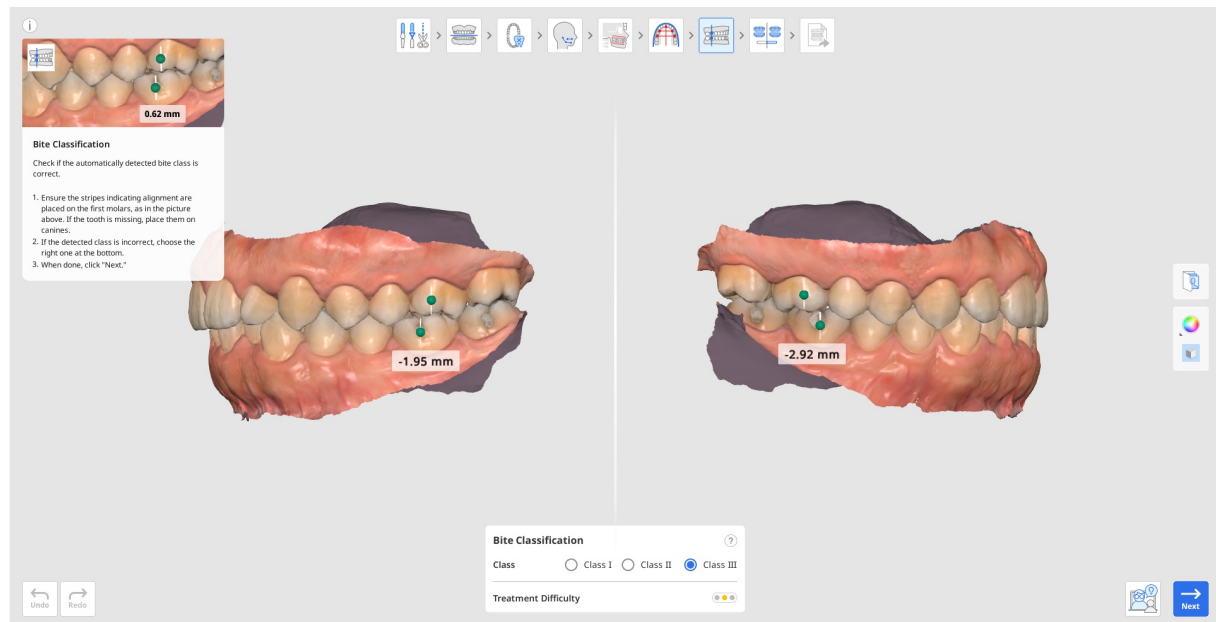 0.62 mm
Bite Classification
Check if the automatically detected bite class is
correct.
1. Ensure the stripes indicating alignment are
placed on the first molars, as in the picture
above. If the tooth is missing, place them on
canines.
2. If the detected class is incorrect, choose the
right one at the bottom.
3. When done, click "Next."
-1.95 mm
-2.92 mm
Bite Classification
?
Class Class I Class II Class III
Treatment Difficulty
Undo Redo
Next